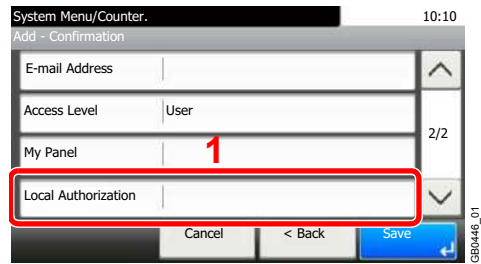 System Menu/Counter.
10:10
Add - Confirmation
E-mail Address
Access Level User
2/2
My Panel
1
Local Authorization
Cancel < Back Save
GB0446_01